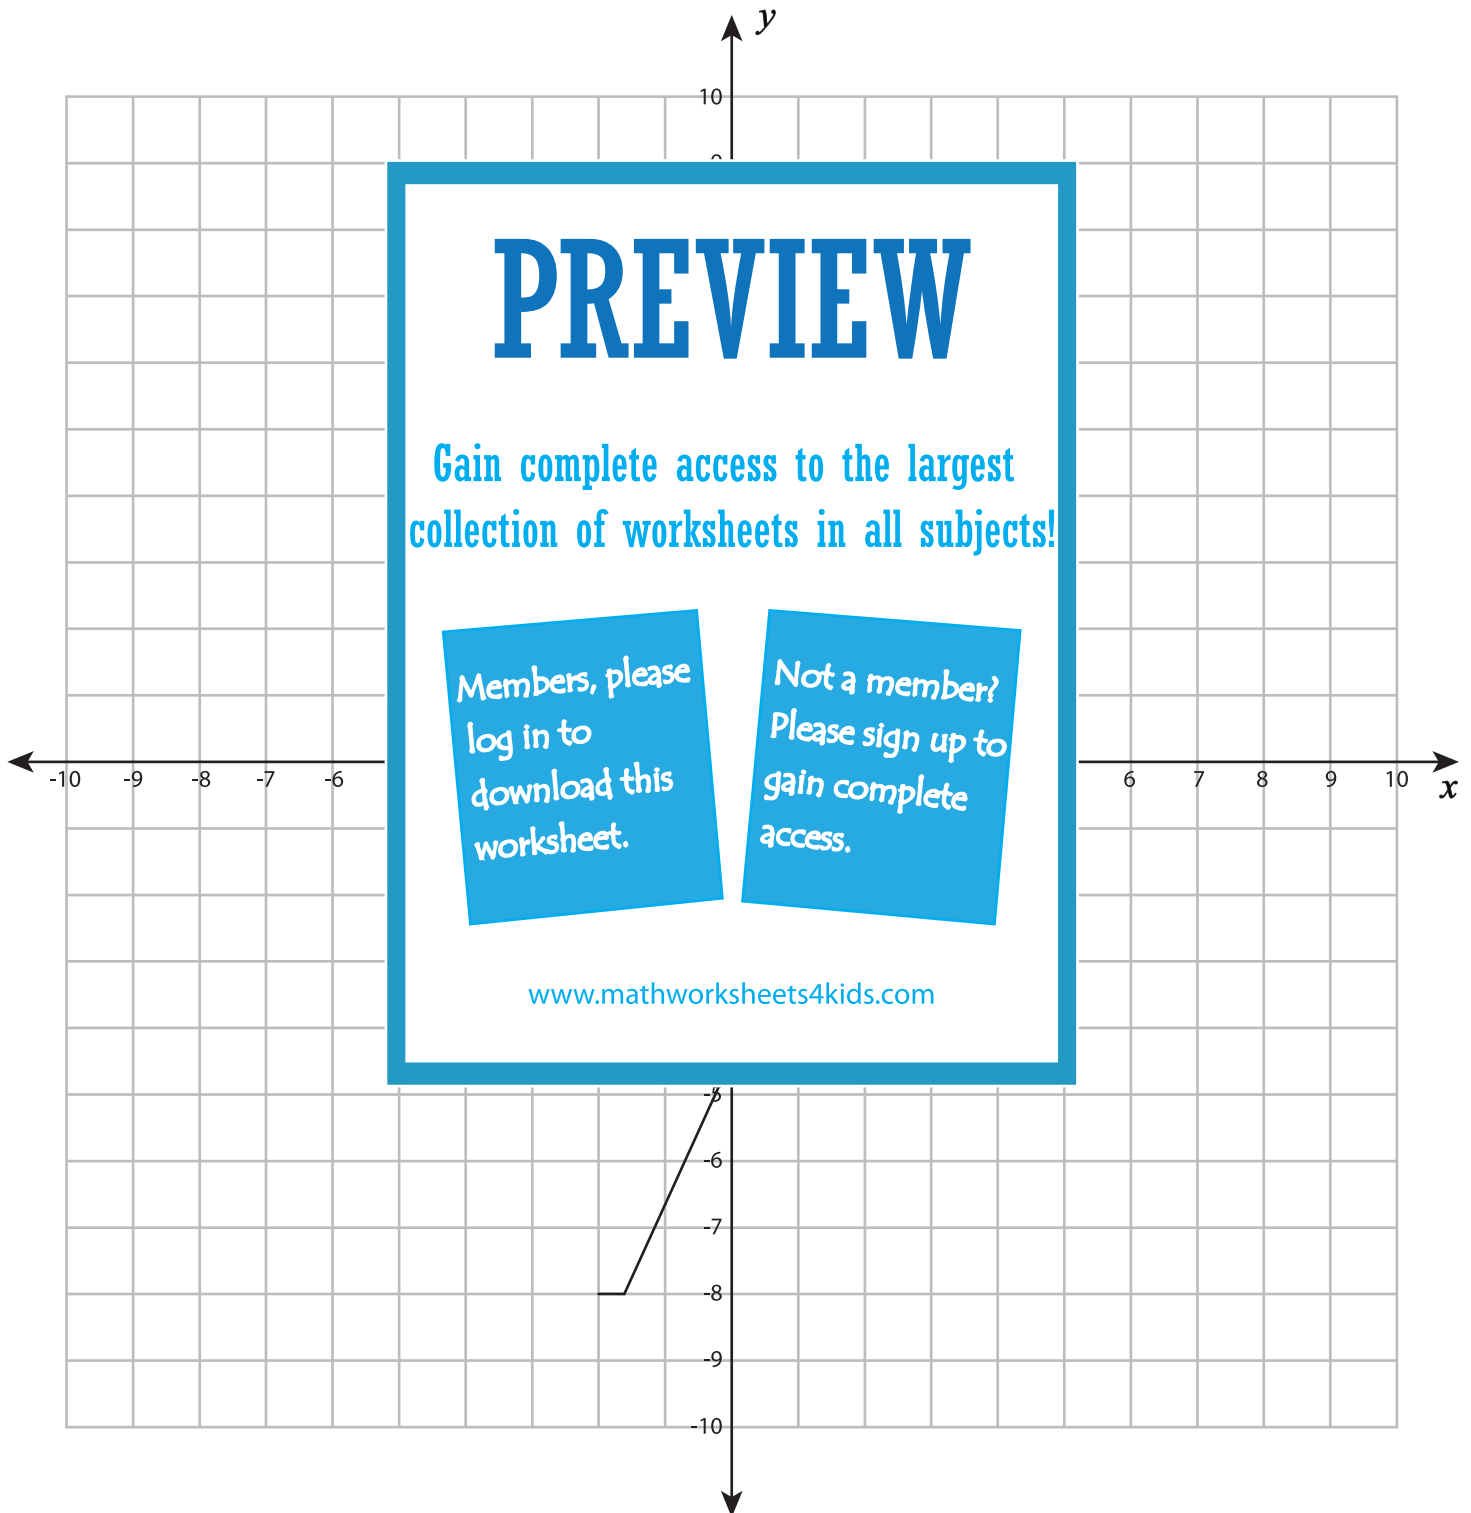 y
10
PREVIEW
Gain complete access to the largest
collection of worksheets in all subjects!
Members, please
log in to
download this
worksheet.
Not a member?
Please sign up to
gain complete
access.
-10 -9 -8 -7 -6
6 7 8 9 10
x
www.mathworksheets4kids.com
-5
-6
-7
-8
-9
-10